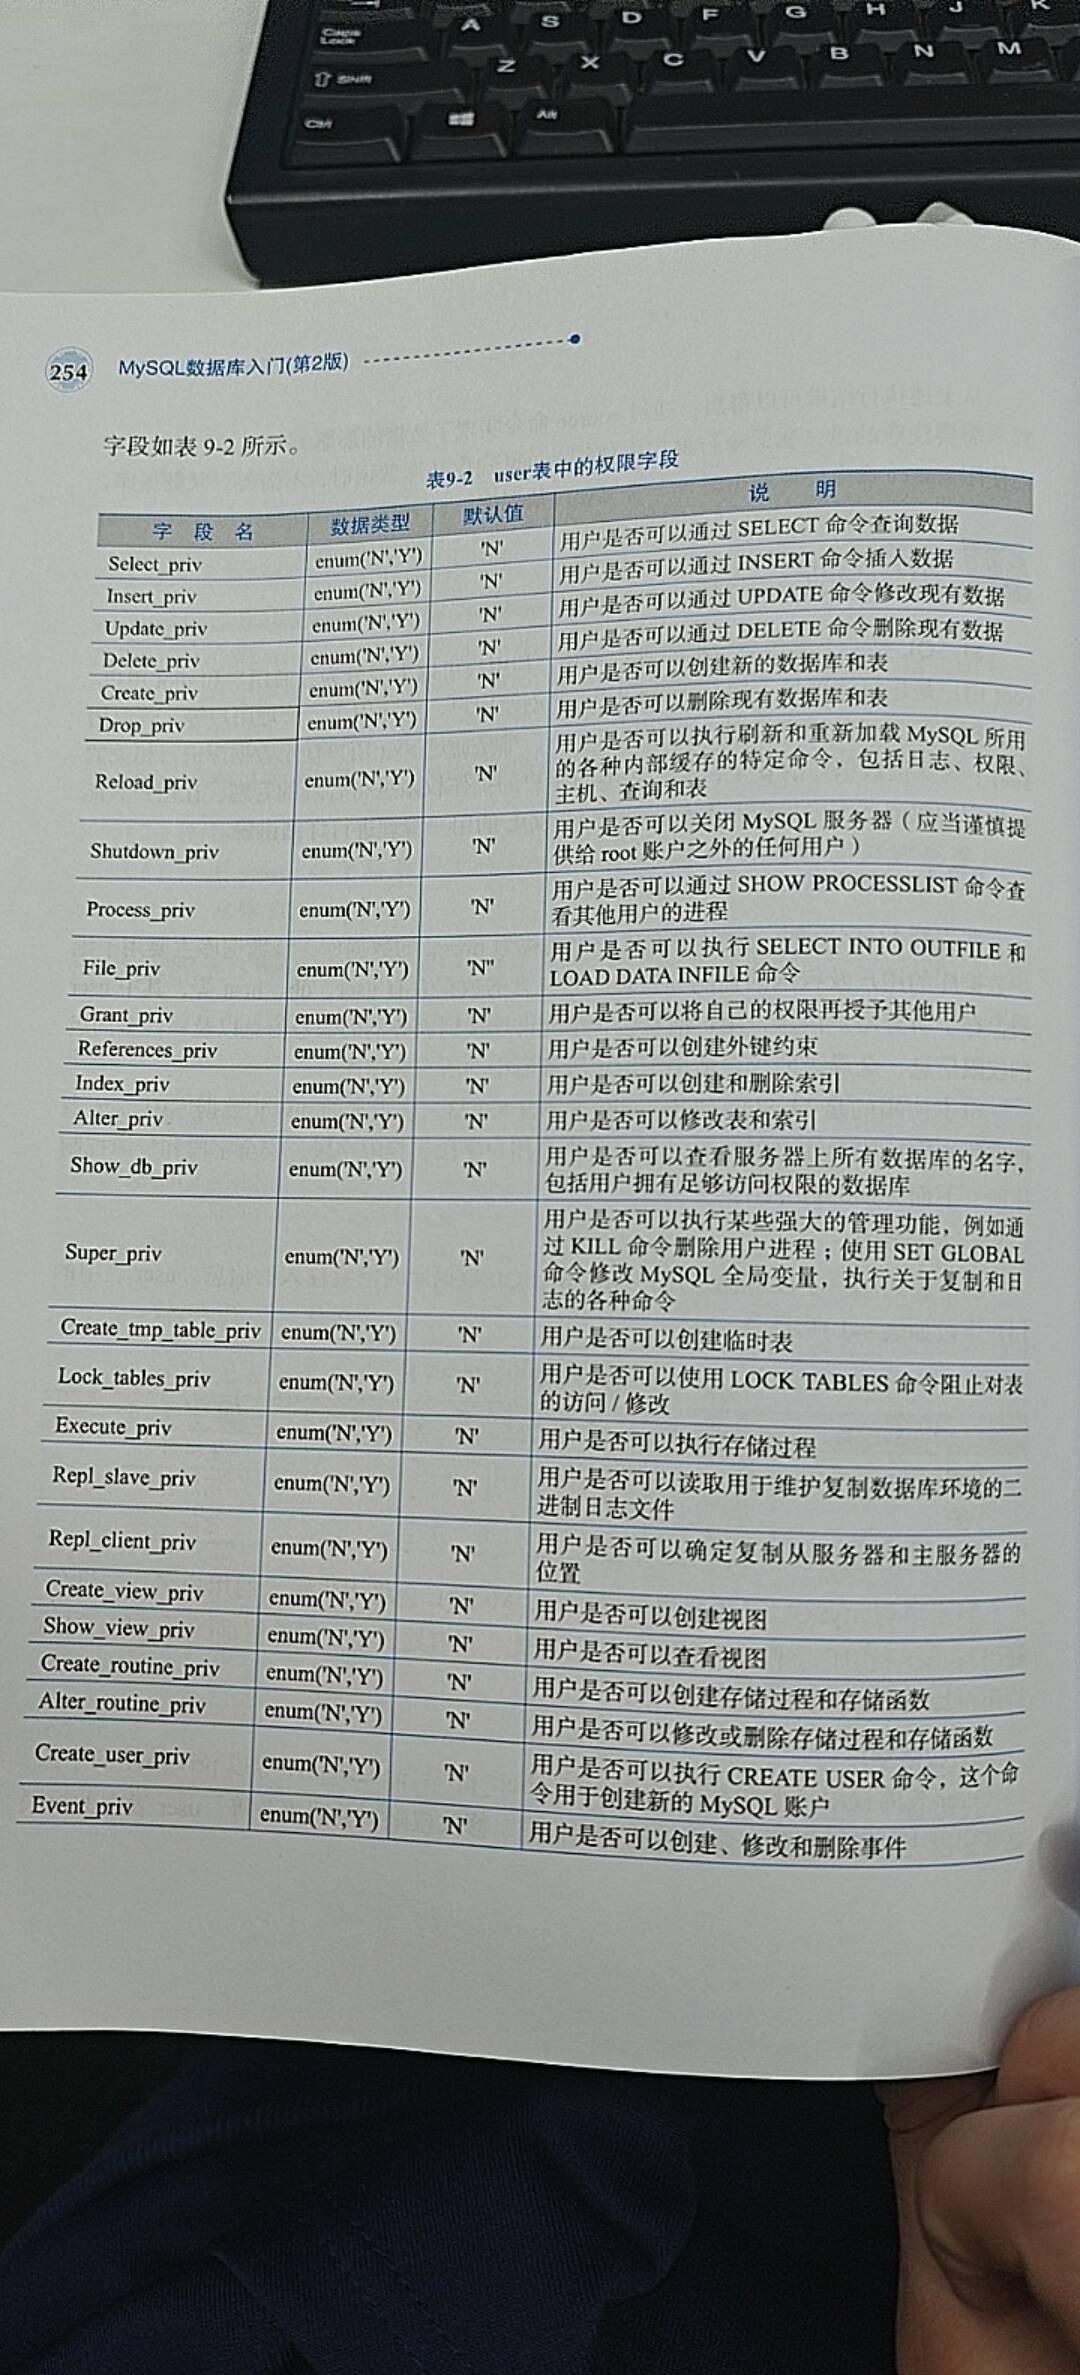 Caps Lock
A S D F G H J K
Shift
Z X C V B N M
Ctrl
Alt
254 MySQL数据库入门(第2版)
字段如表 9-2 所示。
表9-2 user表中的权限字段
字 段 名 数据类型 默认值 说 明
Select_priv enum('N','Y') 'N' 用户是否可以通过 SELECT 命令查询数据
Insert_priv enum('N','Y') 'N' 用户是否可以通过 INSERT 命令插入数据
Update_priv enum('N','Y') 'N' 用户是否可以通过 UPDATE 命令修改现有数据
Delete_priv enum('N','Y') 'N' 用户是否可以通过 DELETE 命令删除现有数据
Create_priv enum('N','Y') 'N' 用户是否可以创建新的数据库和表
Drop_priv enum('N','Y') 'N' 用户是否可以删除现有数据库和表
Reload_priv enum('N','Y') 'N' 用户是否可以执行刷新和重新加载 MySQL 所用
的各种内部缓存的特定命令，包括日志、权限、
主机、查询和表
Shutdown_priv enum('N','Y') 'N' 用户是否可以关闭 MySQL 服务器（应当谨慎提
供给 root 账户之外的任何用户）
Process_priv enum('N','Y') 'N' 用户是否可以通过 SHOW PROCESSLIST 命令查
看其他用户的进程
File_priv enum('N','Y') 'N'' 用户是否可以执行 SELECT INTO OUTFILE 和
LOAD DATA INFILE 命令
Grant_priv enum('N','Y') 'N' 用户是否可以将自己的权限再授予其他用户
References_priv enum('N','Y') 'N' 用户是否可以创建外键约束
Index_priv enum('N','Y') 'N' 用户是否可以创建和删除索引
Alter_priv enum('N','Y') 'N' 用户是否可以修改表和索引
Show_db_priv enum('N','Y') 'N' 用户是否可以查看服务器上所有数据库的名字，
包括用户拥有足够访问权限的数据库
Super_priv enum('N','Y') 'N' 用户是否可以执行某些强大的管理功能，例如通
过 KILL 命令删除用户进程；使用 SET GLOBAL
命令修改 MySQL 全局变量，执行关于复制和日
志的各种命令
Create_tmp_table_priv enum('N','Y') 'N' 用户是否可以创建临时表
Lock_tables_priv enum('N','Y') 'N' 用户是否可以使用 LOCK TABLES 命令阻止对表
的访问 / 修改
Execute_priv enum('N','Y') 'N' 用户是否可以执行存储过程
Repl_slave_priv enum('N','Y') 'N' 用户是否可以读取用于维护复制数据库环境的二
进制日志文件
Repl_client_priv enum('N','Y') 'N' 用户是否可以确定复制从服务器和主服务器的
位置
Create_view_priv enum('N','Y') 'N' 用户是否可以创建视图
Show_view_priv enum('N','Y') 'N' 用户是否可以查看视图
Create_routine_priv enum('N','Y') 'N' 用户是否可以创建存储过程和存储函数
Alter_routine_priv enum('N','Y') 'N' 用户是否可以修改或删除存储过程和存储函数
Create_user_priv enum('N','Y') 'N' 用户是否可以执行 CREATE USER 命令，这个命
令用于创建新的 MySQL 账户
Event_priv enum('N','Y') 'N' 用户是否可以创建、修改和删除事件